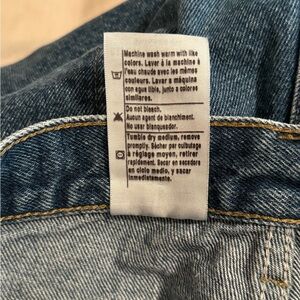 Machine wash warm with like
colors. Laver à la machine à
l'eau chaude avec les mêmes
couleurs. Lavar a máquina
con agua tibia, junto a colores
similares.
Do not bleach.
Aucun agent de blanchiment.
No usar blanqueador.
Tumble dry medium, remove
promptly. Sécher par culbutage
à réglage moyen, retirer
rapidement. Sacar en secadora
en ciclo medio, y sacar
inmediatamente.